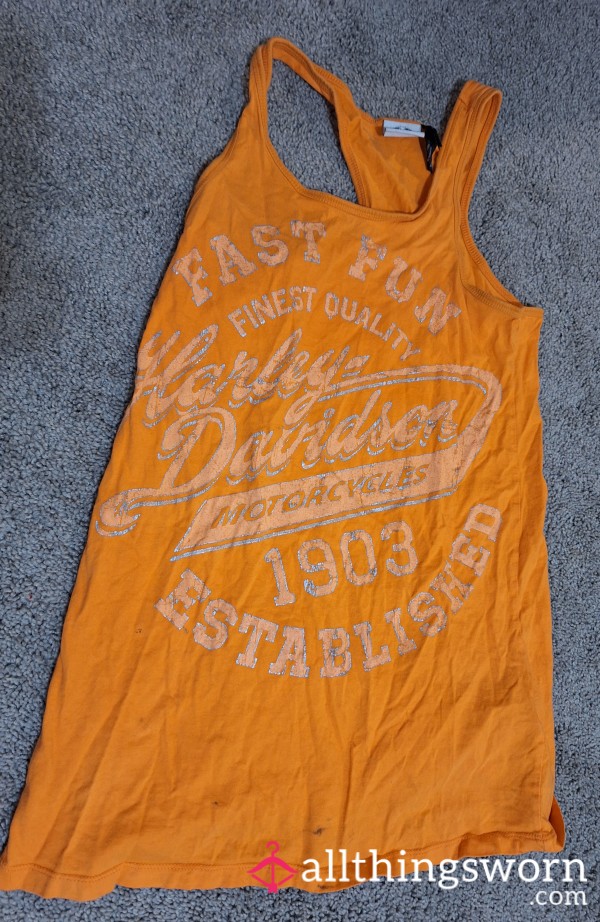 FAST FUN
FINEST QUALITY
Harley-
Davidson
MOTORCYCLES
1903
ESTABLISHED
allthingsworn
.com